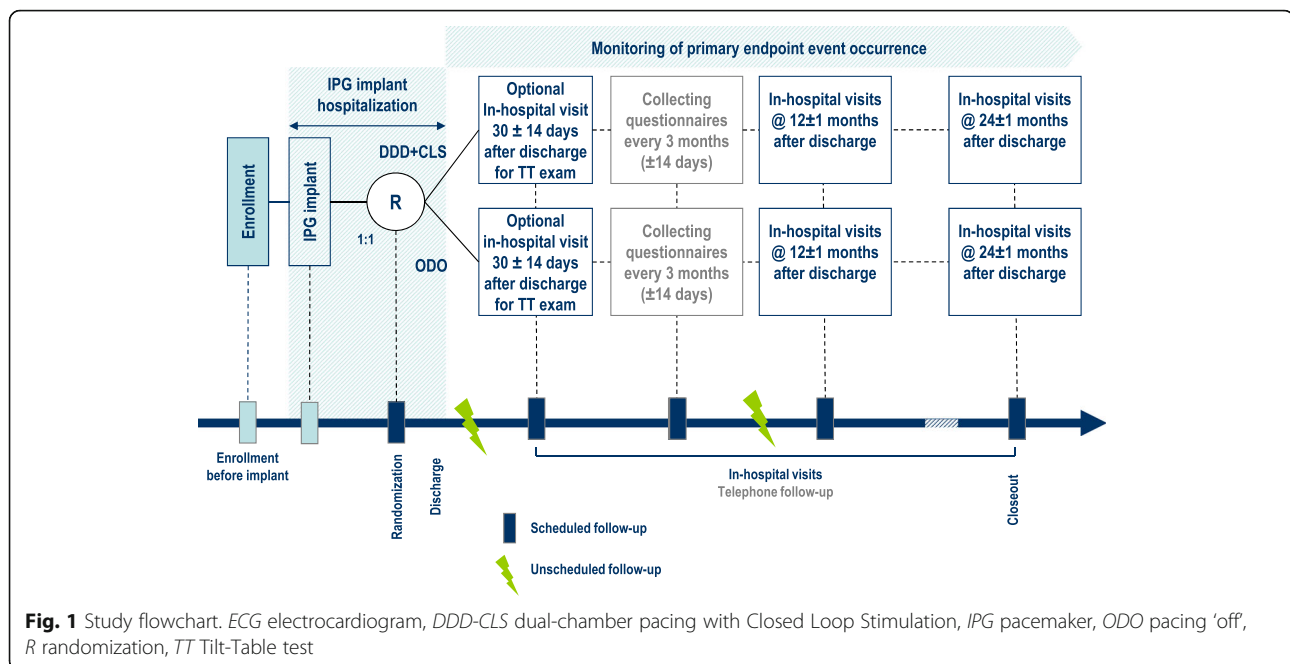 Monitoring of primary endpoint event occurrence
IPG implant
hospitalization
Enrollment
IPG implant
R
1:1
DDD+CLS
ODO
Optional
In-hospital visit
30 ± 14 days
after discharge
for TT exam
Collecting
questionnaires
every 3 months
(±14 days)
In-hospital visits
@ 12±1 months
after discharge
In-hospital visits
@ 24±1 months
after discharge
Optional
in-hospital visit
30 ± 14 days
after discharge
for TT exam
Collecting
questionnaires
every 3 months
(±14 days)
In-hospital visits
@ 12±1 months
after discharge
In-hospital visits
@ 24±1 months
after discharge
Enrollment
before implant
Randomization
Discharge
In-hospital visits
Telephone follow-up
Closeout
Scheduled follow-up
Unscheduled follow-up
Fig. 1 Study flowchart. ECG electrocardiogram, DDD-CLS dual-chamber pacing with Closed Loop Stimulation, IPG pacemaker, ODO pacing ‘off’,
R randomization, TT Tilt-Table test